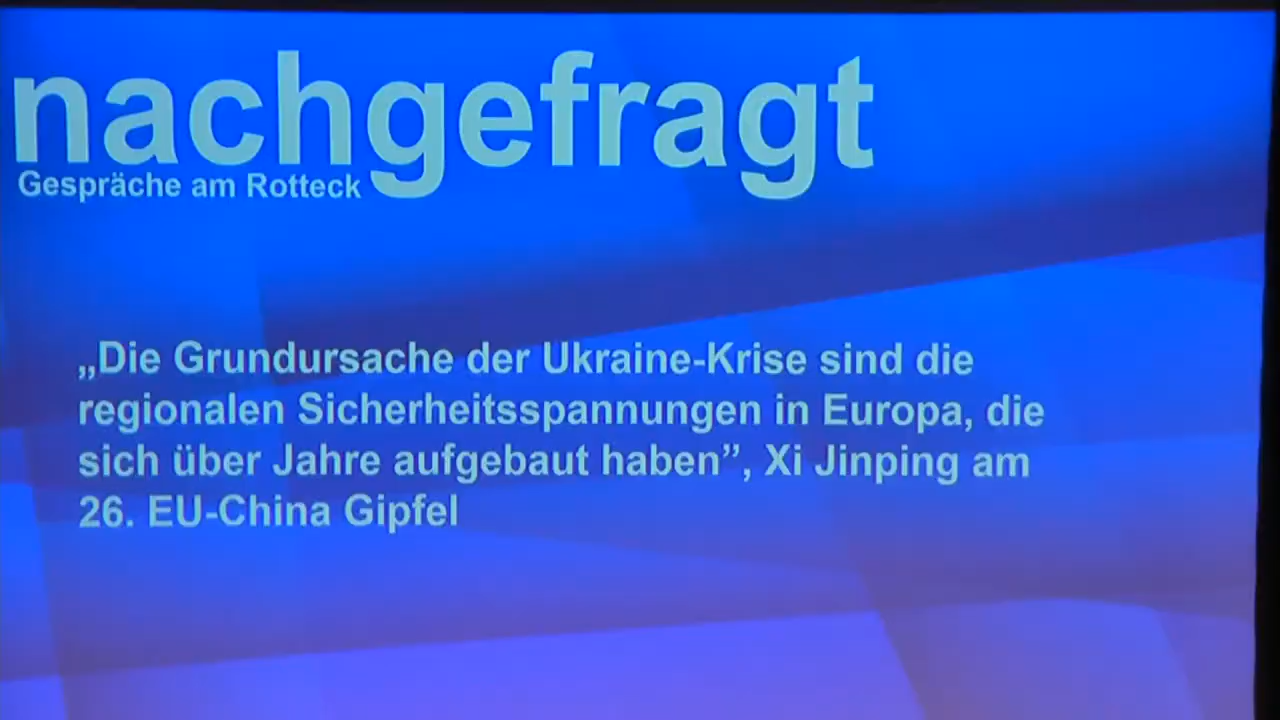 nachgefragt
Gespräche am Rotteck
„Die Grundursache der Ukraine-Krise sind die
regionalen Sicherheitsspannungen in Europa, die
sich über Jahre aufgebaut haben”, Xi Jinping am
26. EU-China Gipfel